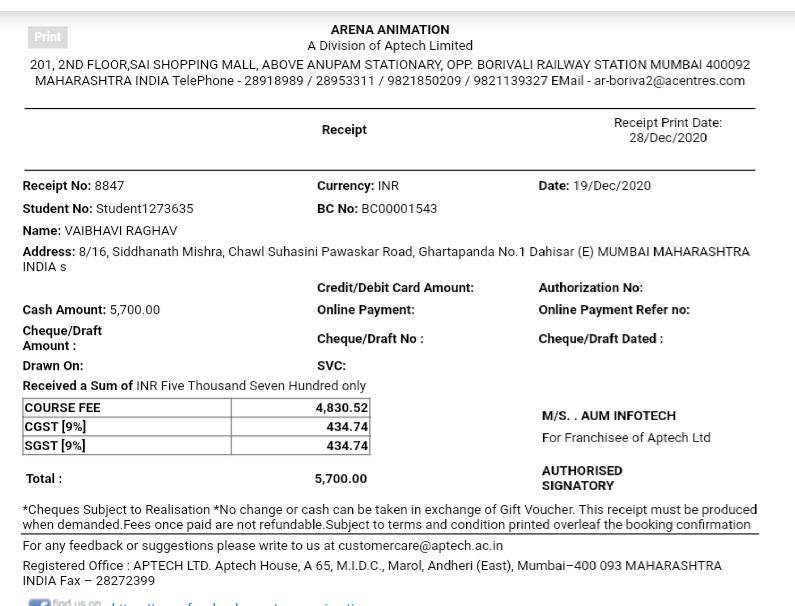 Print
ARENA ANIMATION
A Division of Aptech Limited
201, 2ND FLOOR,SAI SHOPPING MALL, ABOVE ANUPAM STATIONARY, OPP. BORIVALI RAILWAY STATION MUMBAI 400092
MAHARASHTRA INDIA TelePhone - 28918989 / 28953311 / 9821850209 / 9821139327 EMail - ar-boriva2@acentres.com
Receipt
Receipt Print Date:
28/Dec/2020
Receipt No: 8847 Currency: INR Date: 19/Dec/2020
Student No: Student1273635 BC No: BC00001543
Name: VAIBHAVI RAGHAV
Address: 8/16, Siddhanath Mishra, Chawl Suhasini Pawaskar Road, Ghartapanda No.1 Dahisar (E) MUMBAI MAHARASHTRA
INDIA s
Credit/Debit Card Amount: Authorization No:
Cash Amount: 5,700.00 Online Payment: Online Payment Refer no:
Cheque/Draft
Amount : Cheque/Draft No : Cheque/Draft Dated :
Drawn On: SVC:
Received a Sum of INR Five Thousand Seven Hundred only
COURSE FEE 4,830.52
CGST [9%] 434.74
SGST [9%] 434.74
M/S. . AUM INFOTECH
For Franchisee of Aptech Ltd
Total : 5,700.00
AUTHORISED
SIGNATORY
*Cheques Subject to Realisation *No change or cash can be taken in exchange of Gift Voucher. This receipt must be produced
when demanded.Fees once paid are not refundable.Subject to terms and condition printed overleaf the booking confirmation
For any feedback or suggestions please write to us at customercare@aptech.ac.in
Registered Office : APTECH LTD. Aptech House, A 65, M.I.D.C., Marol, Andheri (East), Mumbai–400 093 MAHARASHTRA
INDIA Fax – 28272399
find us on